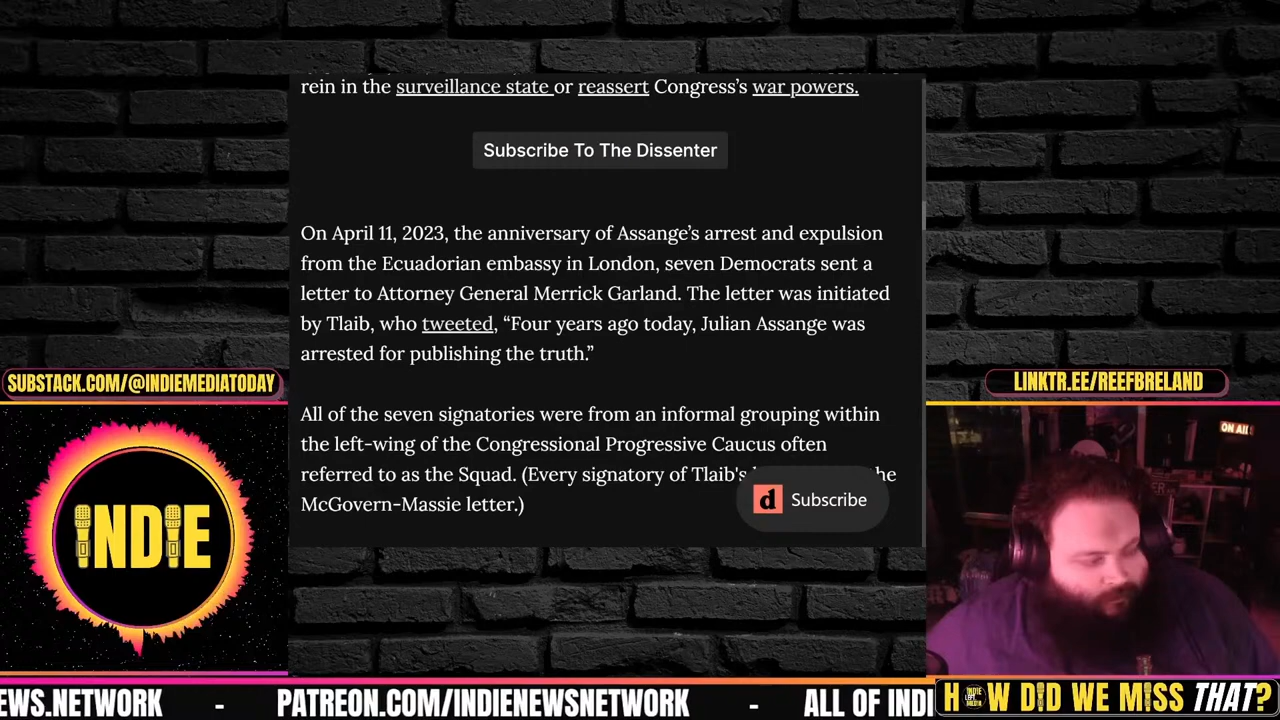 rein in the surveillance state or reassert Congress's war powers.
Subscribe To The Dissenter
On April 11, 2023, the anniversary of Assange's arrest and expulsion
from the Ecuadorian embassy in London, seven Democrats sent a
letter to Attorney General Merrick Garland. The letter was initiated
by Tlaib, who tweeted, “Four years ago today, Julian Assange was
arrested for publishing the truth.”
All of the seven signatories were from an informal grouping within
the left-wing of the Congressional Progressive Caucus often
referred to as the Squad. (Every signatory of Tlaib's he
McGovern-Massie letter.)
d Subscribe
SUBSTACK.COM/@INDIEMEDIATODAY
INDIE
LINKTR.EE/REEFBRELAND
ON AIR
EWS.NETWORK - PATREON.COM/INDIENEWSNETWORK - ALL OF INDI
HOW DID WE MISS THAT?
INDIE LEFT MEDIA